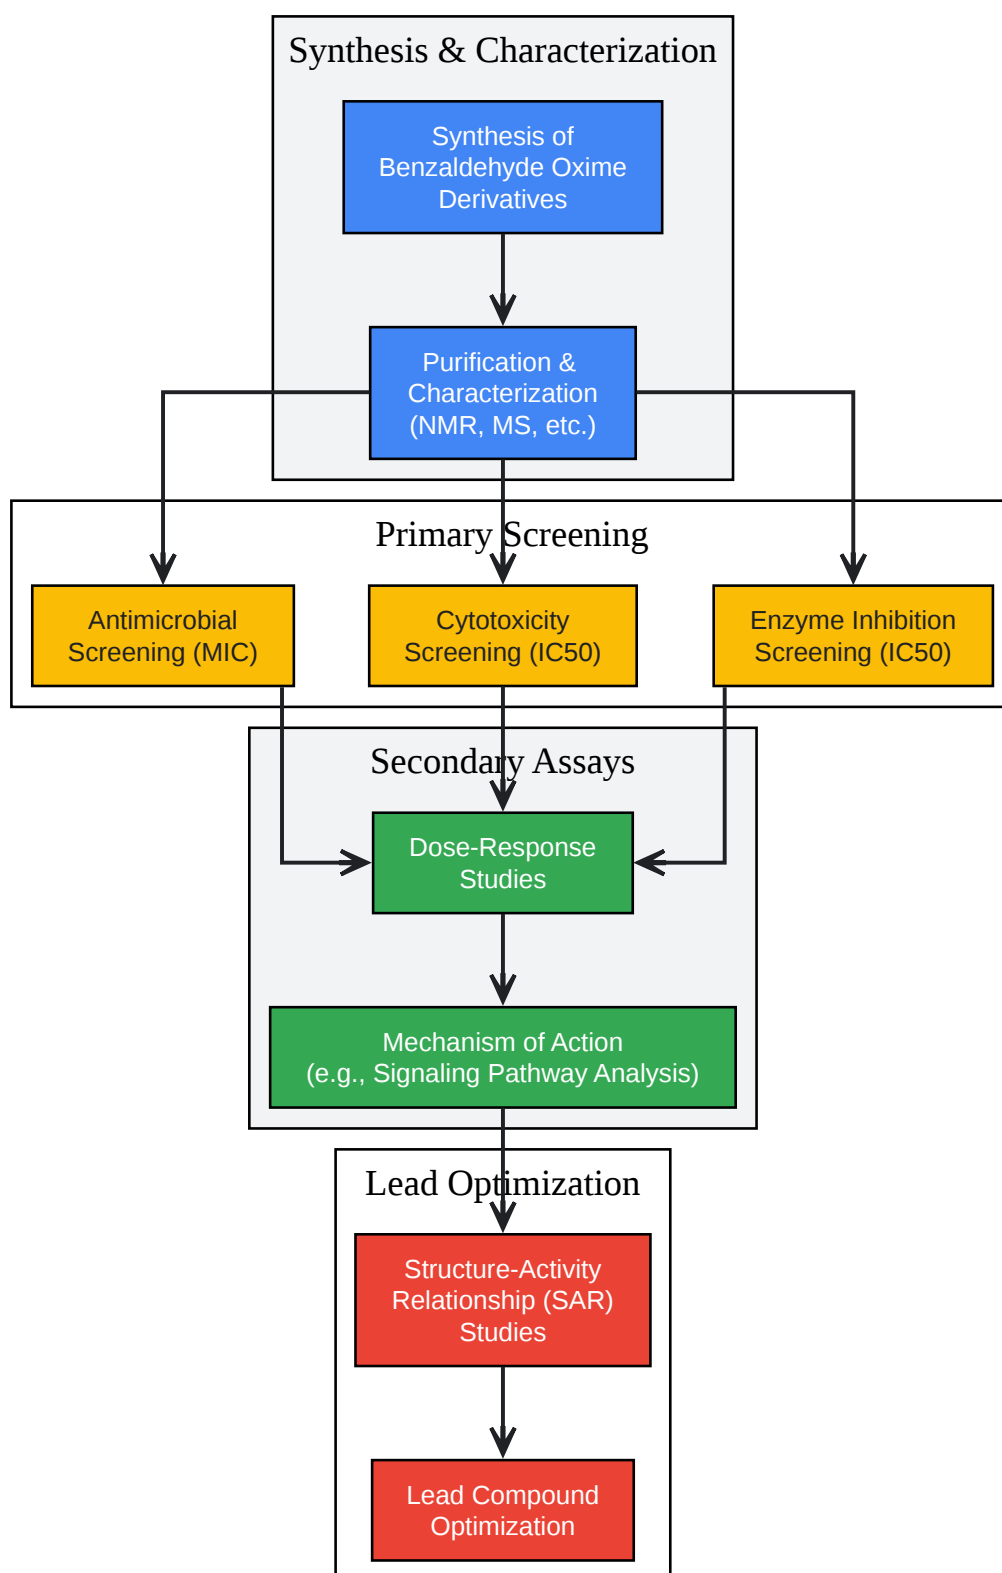 Synthesis & Characterization
Synthesis of
Benzaldehyde Oxime
Derivatives
Purification &
Characterization
(NMR, MS, etc.)
Primary Screening
Antimicrobial
Screening (MIC)
Cytotoxicity
Screening (IC50)
Enzyme Inhibition
Screening (IC50)
Secondary Assays
Dose-Response
Studies
Mechanism of Action
(e.g., Signaling Pathway Analysis)
Lead Optimization
Structure-Activity
Relationship (SAR)
Studies
Lead Compound
Optimization